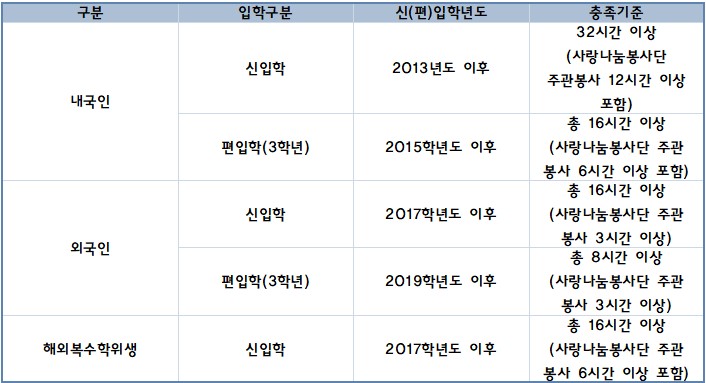 구분 입학구분 신(편)입학년도 충족기준
내국인
신입학
2013년도 이후
32시간 이상
(사랑나눔봉사단
주관봉사 12시간 이상
포함)
편입학(3학년)
2015학년도 이후
총 16시간 이상
(사랑나눔봉사단 주관
봉사 6시간 이상 포함)
외국인
신입학
2017학년도 이후
총 16시간 이상
(사랑나눔봉사단 주관
봉사 3시간 이상)
편입학(3학년)
2019학년도 이후
총 8시간 이상
(사랑나눔봉사단 주관
봉사 3시간 이상)
해외복수학위생
신입학
2017학년도 이후
총 16시간 이상
(사랑나눔봉사단 주관
봉사 6시간 이상 포함)